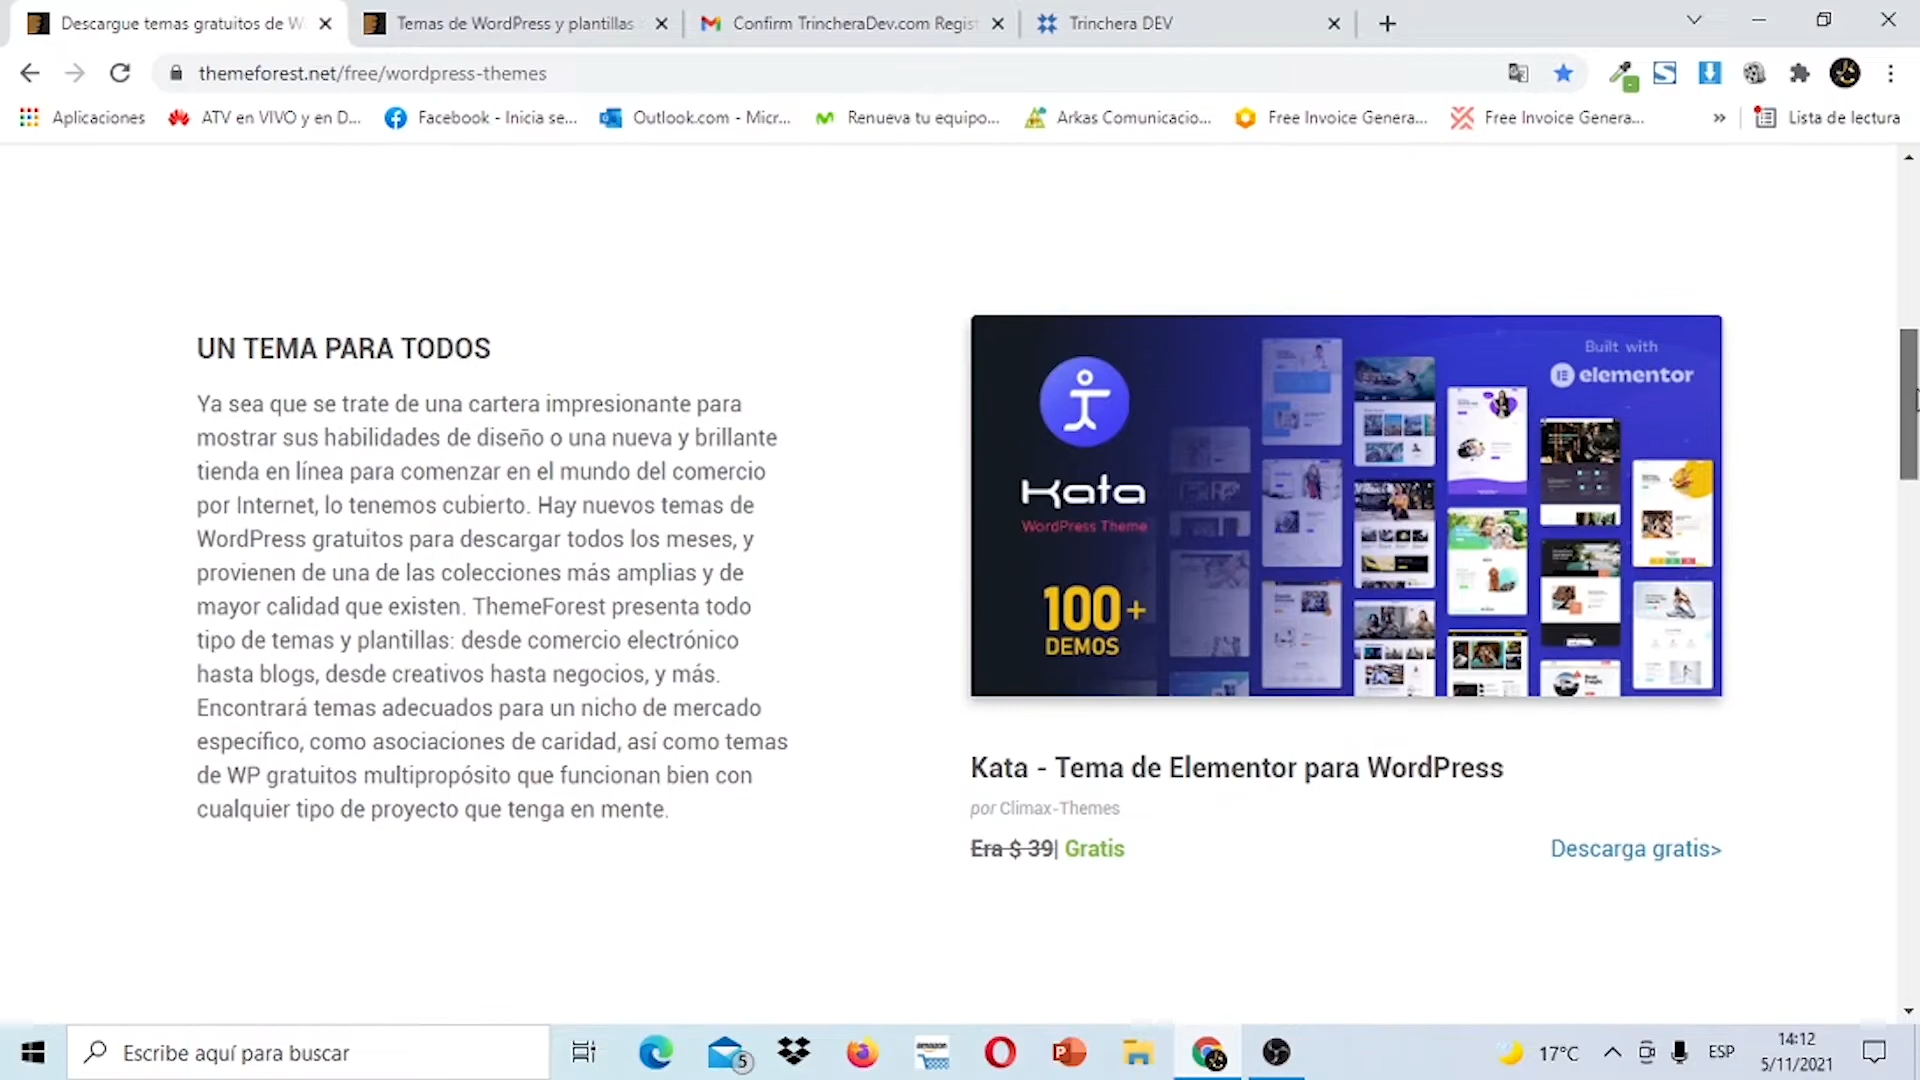 Descargue temas gratuitos de W
Temas de WordPress y plantillas
Confirm TrincheraDev.com Regist
Trinchera DEV
themeforest.net/free/wordpress-themes
Aplicaciones
ATV en VIVO y en D...
Facebook - Inicia se...
Outlook.com - Micr...
Renueva tu equipo...
Arkas Comunicacio...
Free Invoice Genera...
Free Invoice Genera...
»
Lista de lectura
UN TEMA PARA TODOS
Ya sea que se trate de una cartera impresionante para
mostrar sus habilidades de diseño o una nueva y brillante
tienda en línea para comenzar en el mundo del comercio
por Internet, lo tenemos cubierto. Hay nuevos temas de
WordPress gratuitos para descargar todos los meses, y
provienen de una de las colecciones más amplias y de
mayor calidad que existen. ThemeForest presenta todo
tipo de temas y plantillas: desde comercio electrónico
hasta blogs, desde creativos hasta negocios, y más.
Encontrará temas adecuados para un nicho de mercado
específico, como asociaciones de caridad, así como temas
de WP gratuitos multipropósito que funcionan bien con
cualquier tipo de proyecto que tenga en mente.
Built with
elementor
Kata
WordPress Theme
100+
DEMOS
Kata - Tema de Elementor para WordPress
por Climax-Themes
Era $ 39| Gratis
Descarga gratis>
Escribe aquí para buscar
5
amazon
17°C
ESP
14:12
5/11/2021